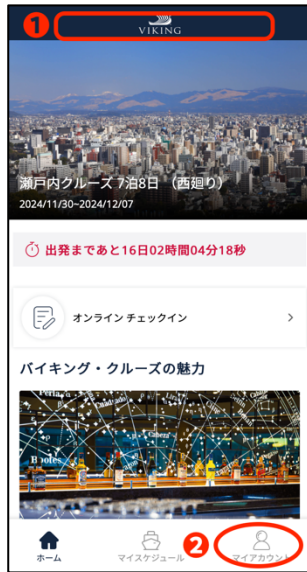 1
VIKING
瀬戸内クルーズ 7泊8日 （西廻り）
2024/11/30~2024/12/07
出発まであと16日02時間04分18秒
オンライン チェックイン
バイキング・クルーズの魅力
ホーム
マイスケジュール
2
マイアカウント